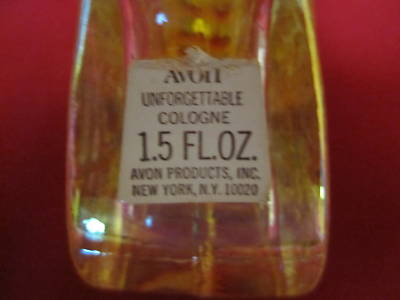 AVON
UNFORGETTABLE
COLOGNE
1.5 FL.OZ.
AVON PRODUCTS, INC.
NEW YORK, N.Y. 10020